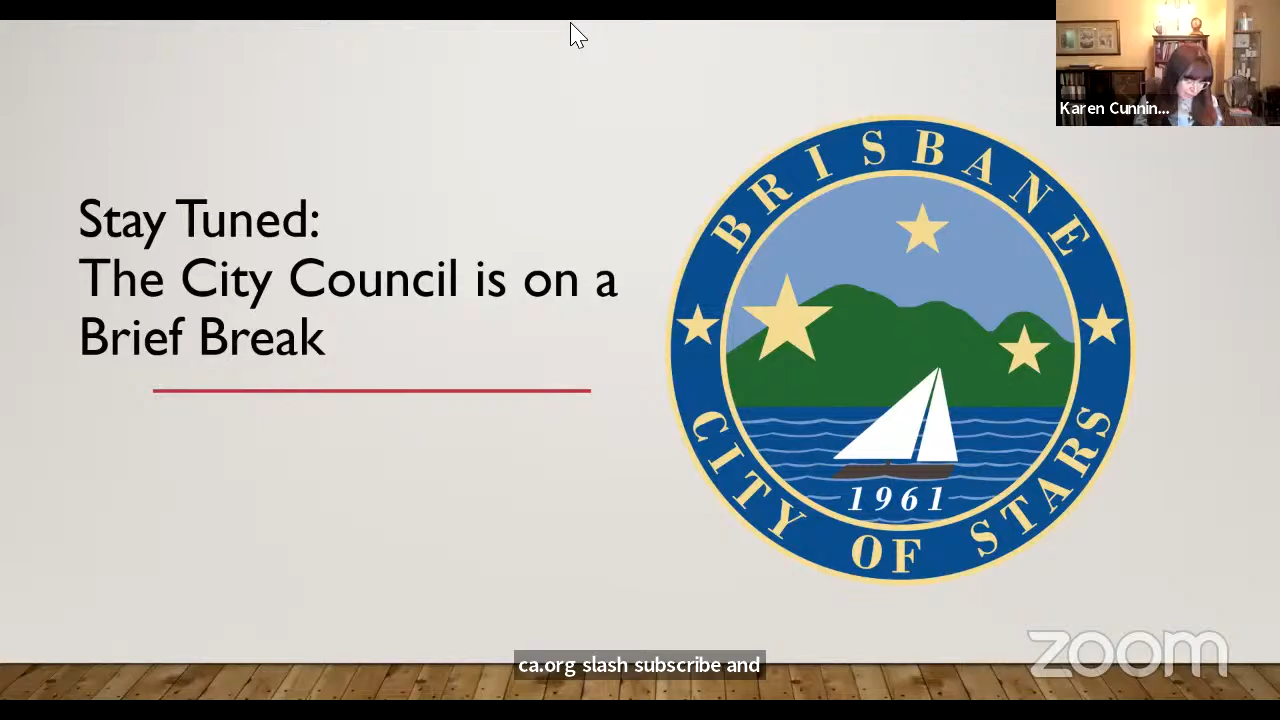 Karen Cunnin...
Stay Tuned:
The City Council is on a
Brief Break
BRISBANE
1961
CITY OF STARS
zoom
ca.org slash subscribe and